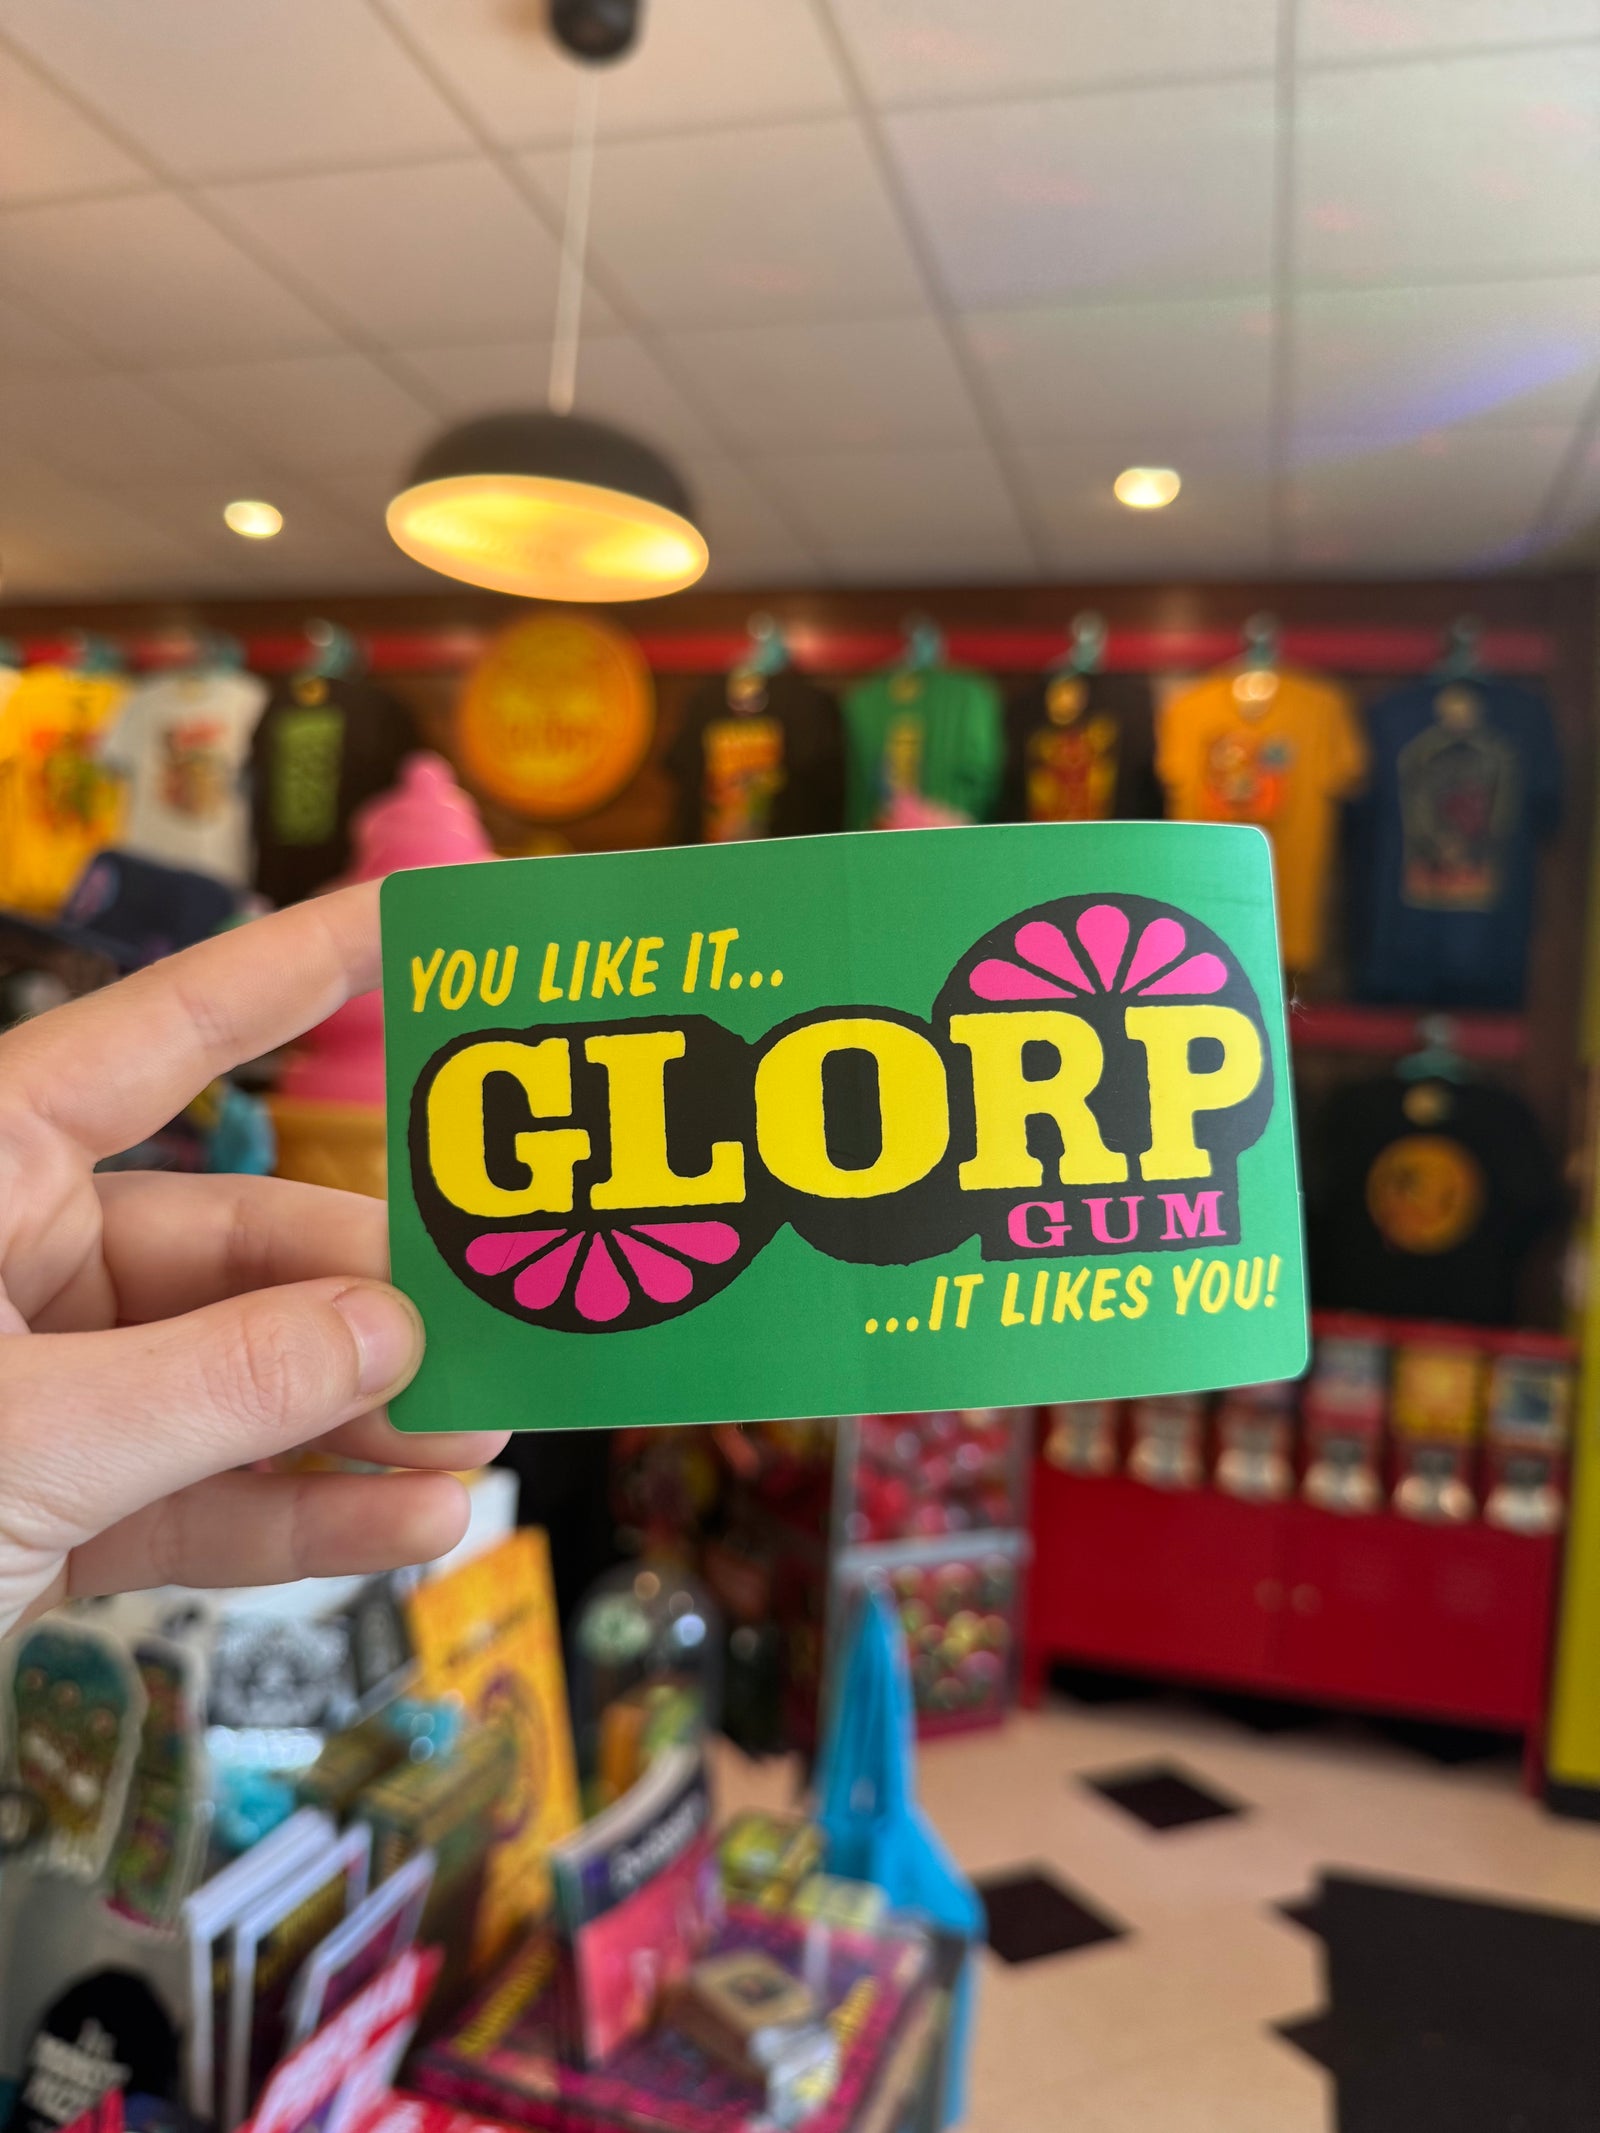 YOU LIKE IT...
GLORP
GUM
...IT LIKES YOU!